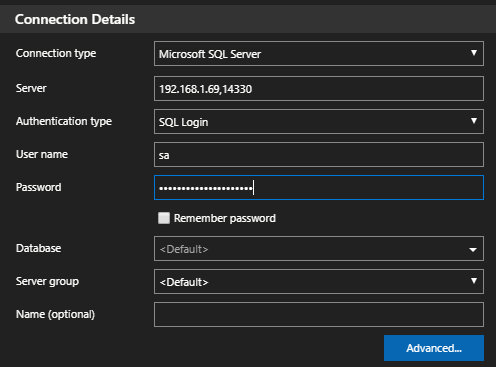 Connection Details
Connection type Microsoft SQL Server
Server 192.168.1.69,14330
Authentication type SQL Login
User name sa
Password ••••••••••••••••••••
Remember password
Database <Default>
Server group <Default>
Name (optional)
Advanced...